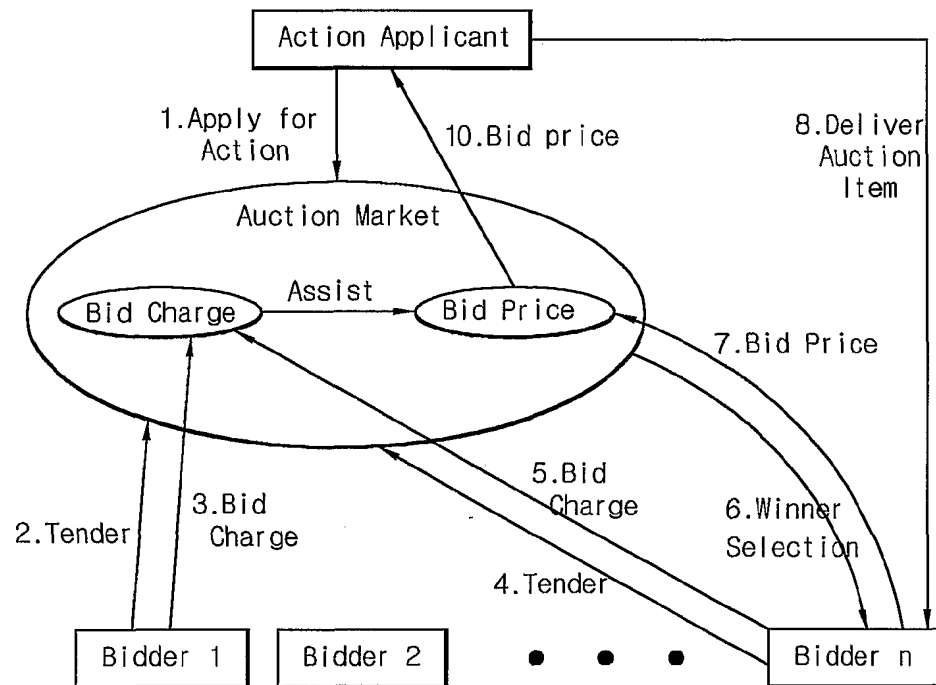 Action Applicant
1.Apply for
Action
10.Bid price
8.Deliver
Auction
Item
Auction Market
Bid Charge
Assist
Bid Price
7.Bid Price
2.Tender
3.Bid
Charge
5.Bid
Charge
4.Tender
6.Winner
Selection
Bidder 1
Bidder 2
Bidder n